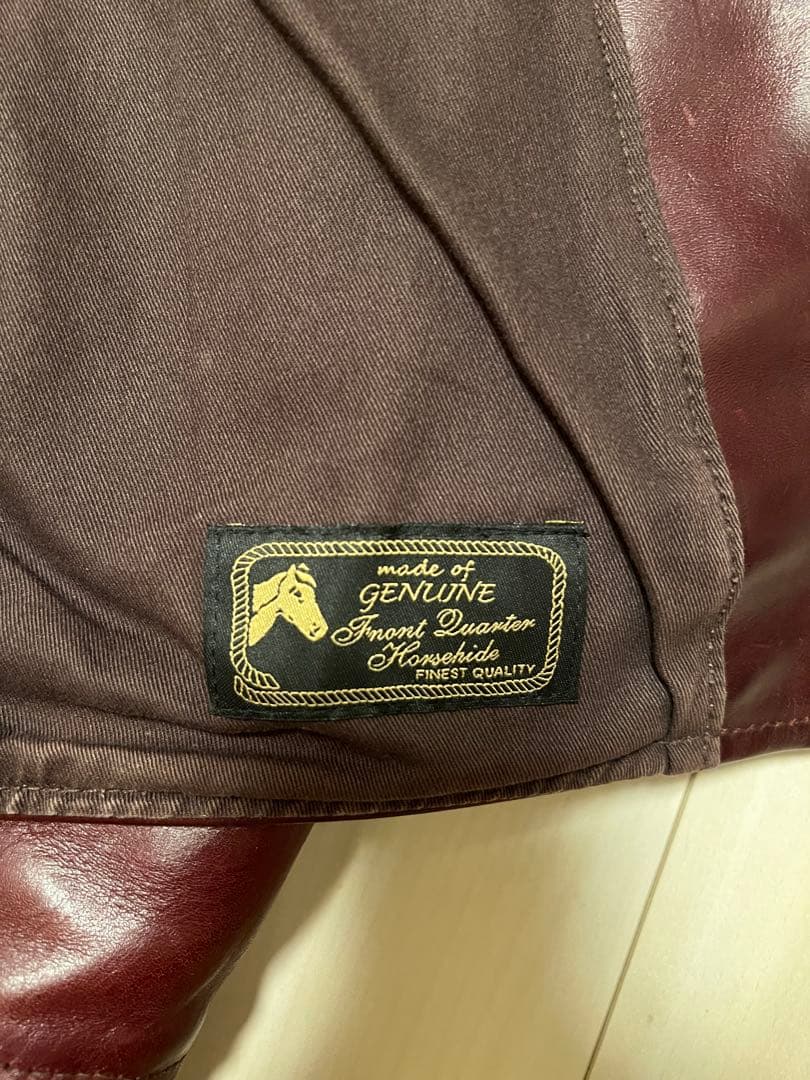 made of
GENUINE
Front Quarter
Horsehide
FINEST QUALITY